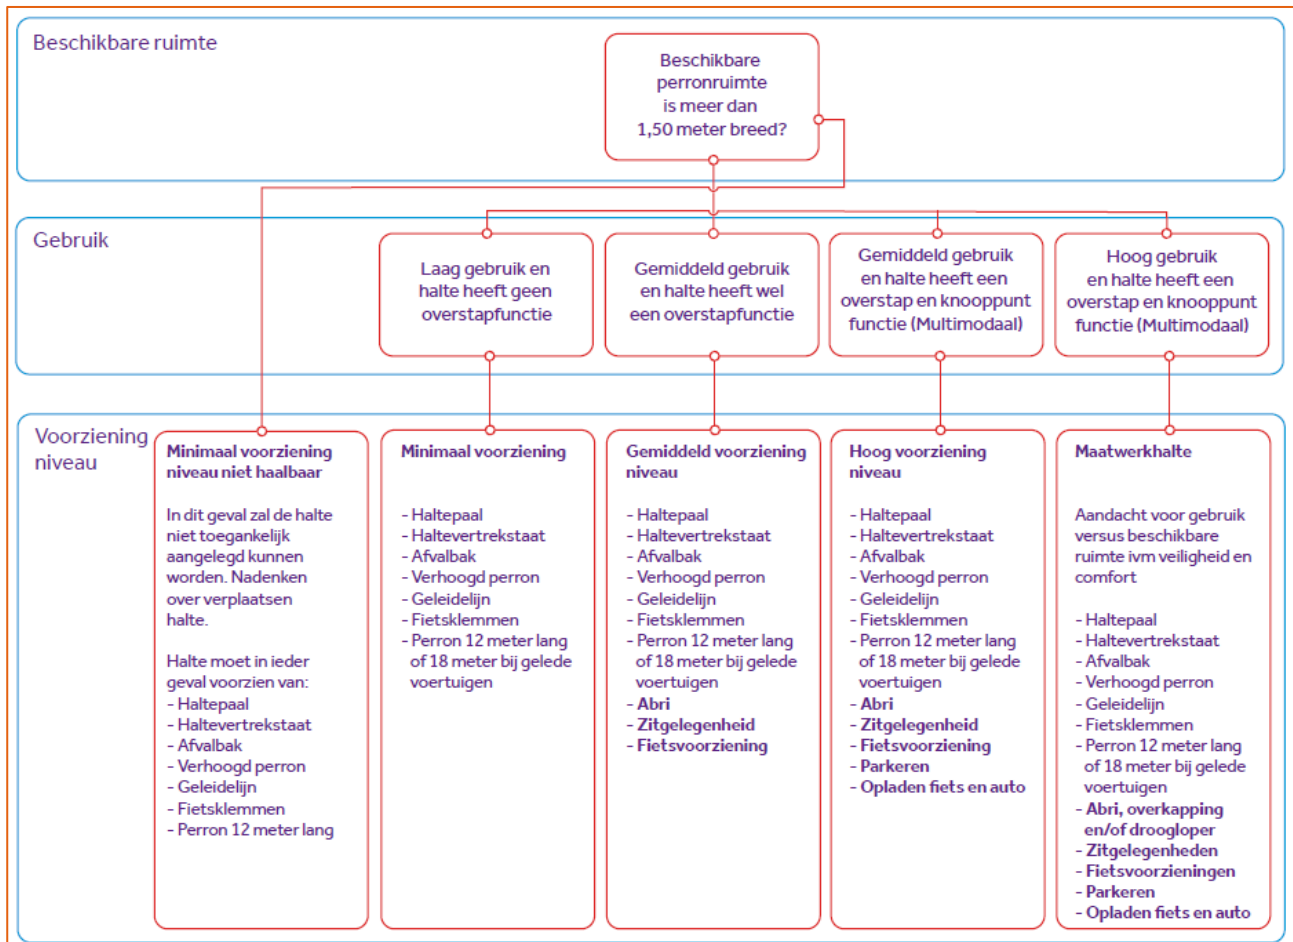 Beschikbare ruimte
Beschikbare
perronruimte
is meer dan
1,50 meter breed?
Gebruik
Laag gebruik en
halte heeft geen
overstapfunctie
Gemiddeld gebruik
en halte heeft wel
een overstapfunctie
Gemiddeld gebruik
en halte heeft een
overstap en knooppunt
functie (Multimodaal)
Hoog gebruik
en halte heeft een
overstap en knooppunt
functie (Multimodaal)
Voorziening
niveau
Minimaal voorziening
niveau niet haalbaar
In dit geval zal de halte
niet toegankelijk
aangelegd kunnen
worden. Nadenken
over verplaatsen
halte.
Halte moet in ieder
geval voorzien van:
- Haltepaal
- Haltevertrekstaat
- Afvalbak
- Verhoogd perron
- Geleidelijn
- Fietsklemmen
- Perron 12 meter lang
Minimaal voorziening
- Haltepaal
- Haltevertrekstaat
- Afvalbak
- Verhoogd perron
- Geleidelijn
- Fietsklemmen
- Perron 12 meter lang
of 18 meter bij gelede
voertuigen
Gemiddeld voorziening
niveau
- Haltepaal
- Haltevertrekstaat
- Afvalbak
- Verhoogd perron
- Geleidelijn
- Fietsklemmen
- Perron 12 meter lang
of 18 meter bij gelede
voertuigen
- Abri
- Zitgelegenheid
- Fietsvoorziening
Hoog voorziening
niveau
- Haltepaal
- Haltevertrekstaat
- Afvalbak
- Verhoogd perron
- Geleidelijn
- Fietsklemmen
- Perron 12 meter lang
of 18 meter bij gelede
voertuigen
- Abri
- Zitgelegenheid
- Fietsvoorziening
- Parkeren
- Opladen fiets en auto
Maatwerkhalte
Aandacht voor gebruik
versus beschikbare
ruimte ivm veiligheid en
comfort
- Haltepaal
- Haltevertrekstaat
- Afvalbak
- Verhoogd perron
- Geleidelijn
- Fietsklemmen
- Perron 12 meter lang
of 18 meter bij gelede
voertuigen
- Abri, overkapping
en/of droogloper
- Zitgelegenheden
- Fietsvoorzieningen
- Parkeren
- Opladen fiets en auto